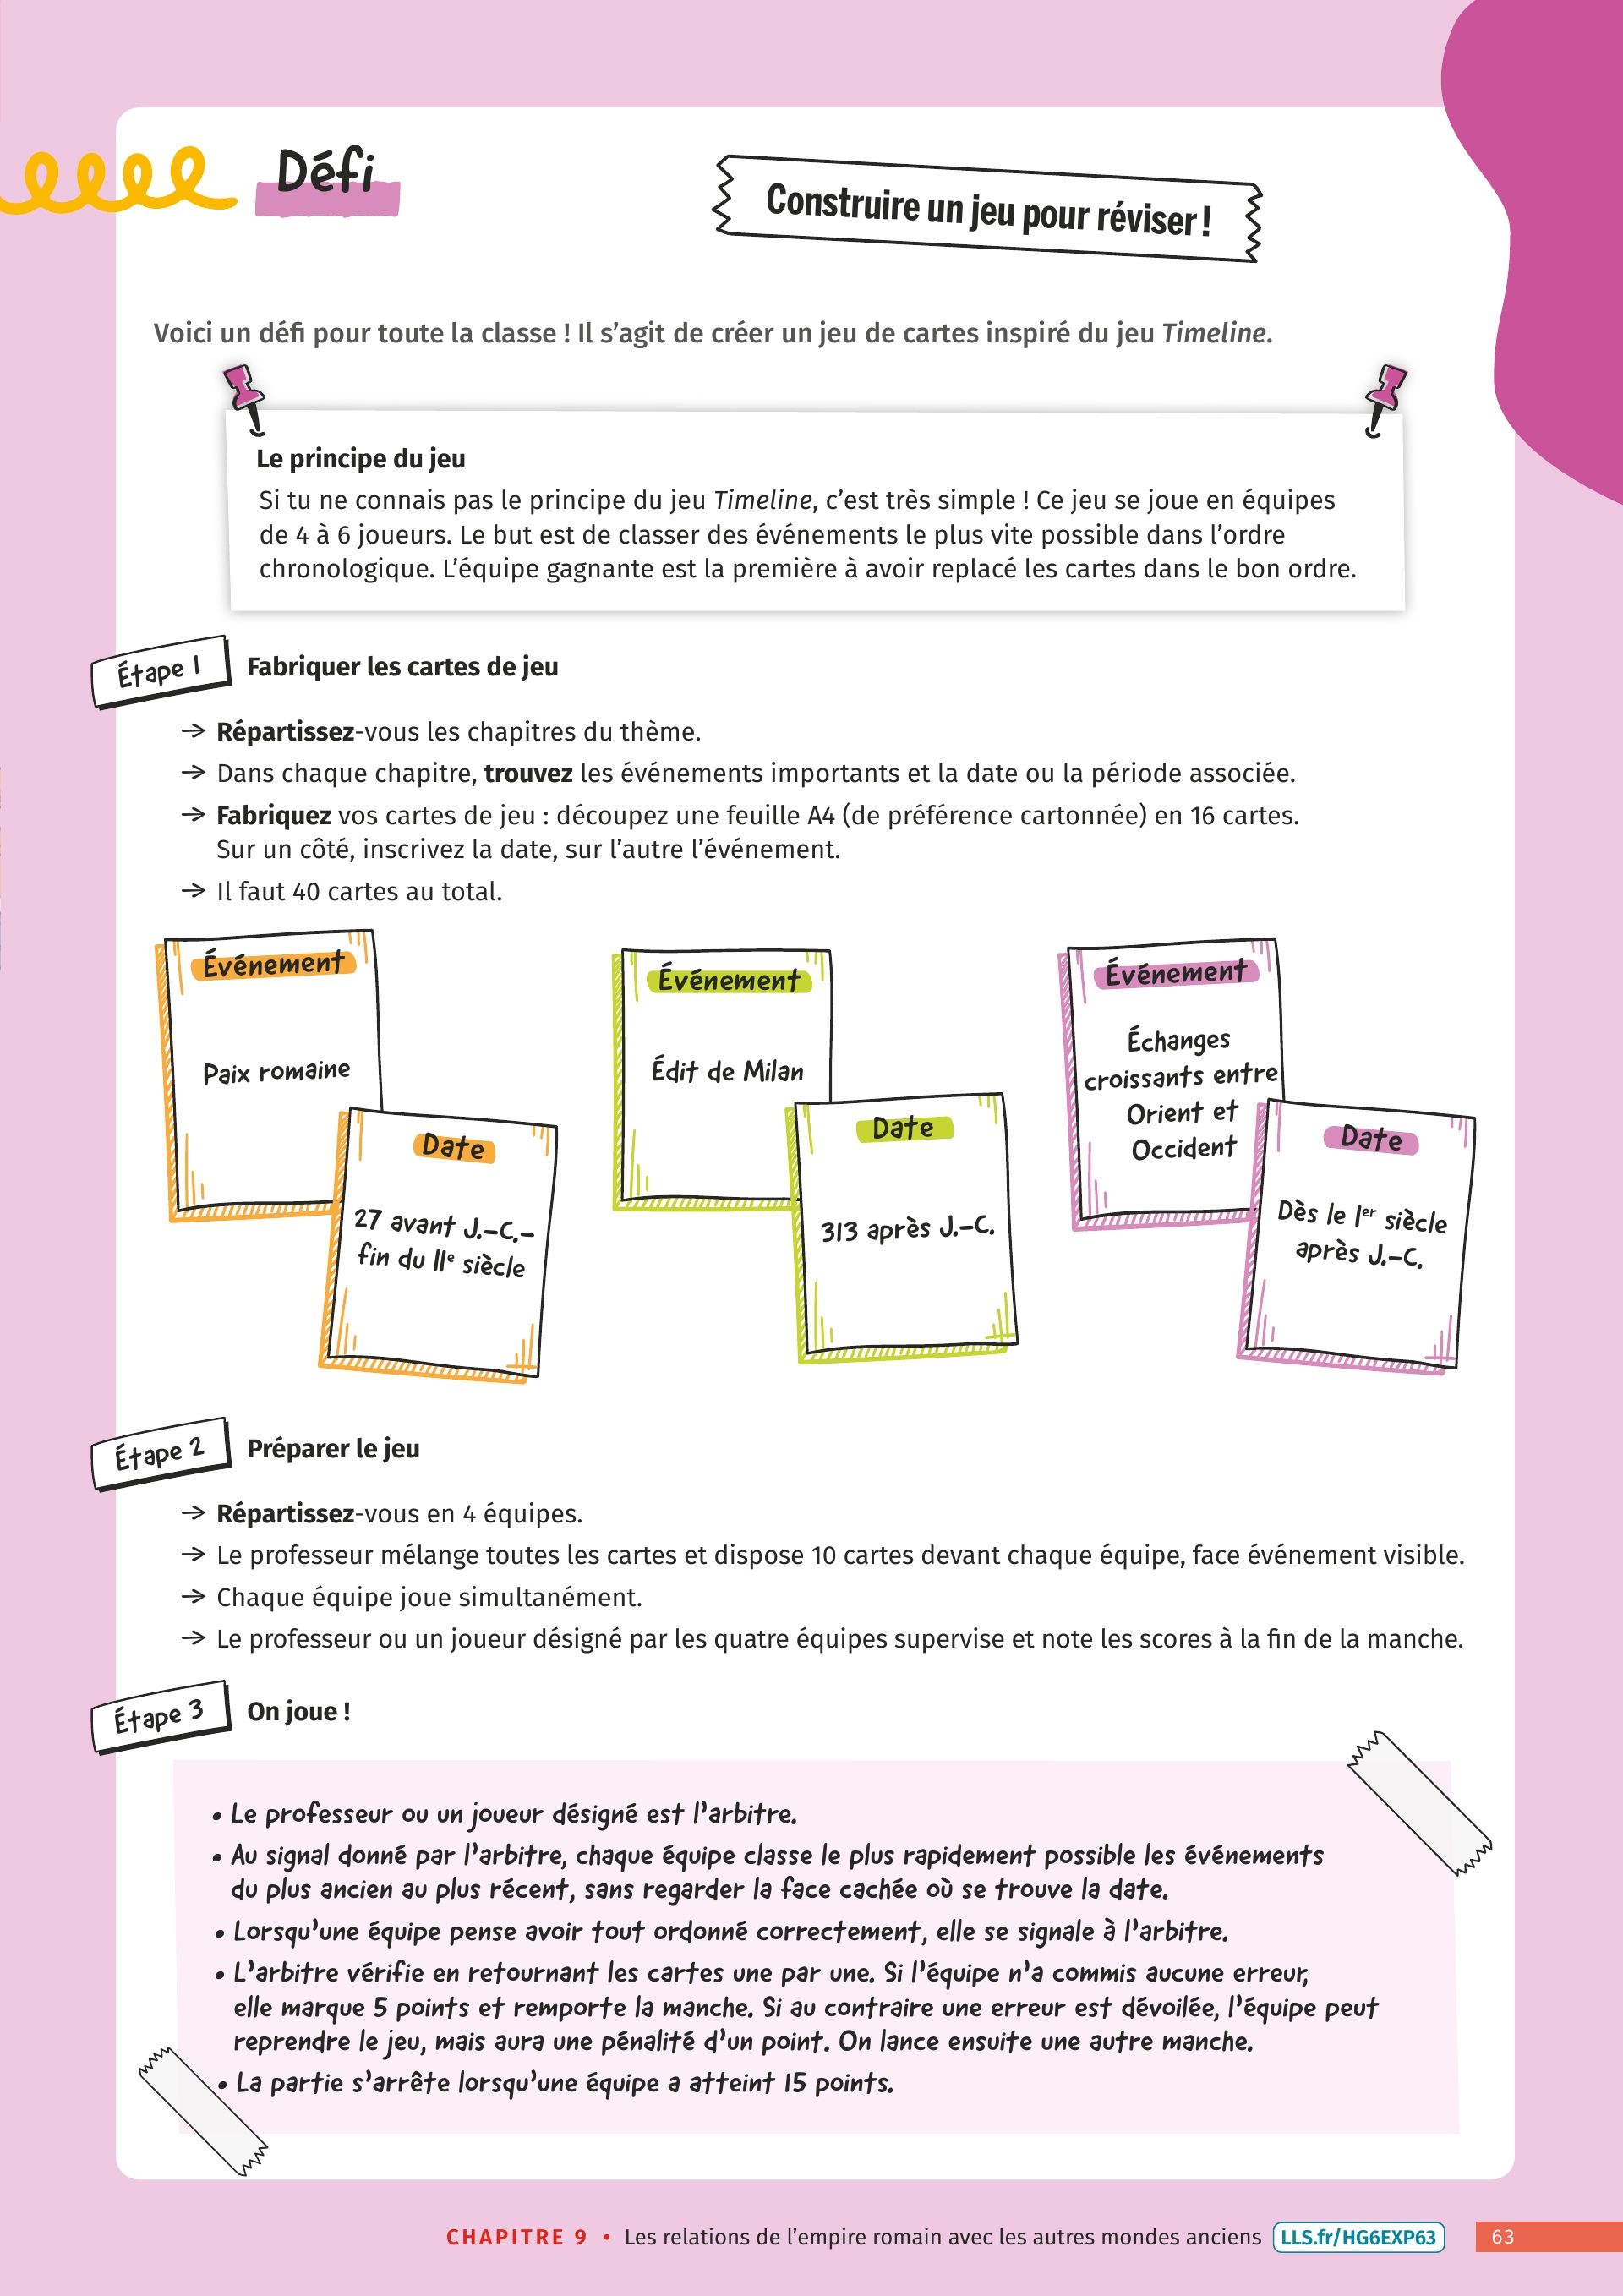 Défi
Construire un jeu pour réviser !
Voici un défi pour toute la classe ! Il s’agit de créer un jeu de cartes inspiré du jeu Timeline.
Le principe du jeu
Si tu ne connais pas le principe du jeu Timeline, c’est très simple ! Ce jeu se joue en équipes
de 4 à 6 joueurs. Le but est de classer des événements le plus vite possible dans l’ordre
chronologique. L’équipe gagnante est la première à avoir replacé les cartes dans le bon ordre.
Étape 1
Fabriquer les cartes de jeu
→ Répartissez-vous les chapitres du thème.
→ Dans chaque chapitre, trouvez les événements importants et la date ou la période associée.
→ Fabriquez vos cartes de jeu : découpez une feuille A4 (de préférence cartonnée) en 16 cartes.
Sur un côté, inscrivez la date, sur l’autre l’événement.
→ Il faut 40 cartes au total.
Événement
Paix romaine
Date
27 avant J.-C.-
fin du IIe siècle
Événement
Édit de Milan
Date
313 après J.-C.
Événement
Échanges
croissants entre
Orient et
Occident
Date
Dès le Ier siècle
après J.-C.
Étape 2
Préparer le jeu
→ Répartissez-vous en 4 équipes.
→ Le professeur mélange toutes les cartes et dispose 10 cartes devant chaque équipe, face événement visible.
→ Chaque équipe joue simultanément.
→ Le professeur ou un joueur désigné par les quatre équipes supervise et note les scores à la fin de la manche.
Étape 3
On joue !
• Le professeur ou un joueur désigné est l’arbitre.
• Au signal donné par l’arbitre, chaque équipe classe le plus rapidement possible les événements
du plus ancien au plus récent, sans regarder la face cachée où se trouve la date.
• Lorsqu’une équipe pense avoir tout ordonné correctement, elle se signale à l’arbitre.
• L’arbitre vérifie en retournant les cartes une par une. Si l’équipe n’a commis aucune erreur,
elle marque 5 points et remporte la manche. Si au contraire une erreur est dévoilée, l’équipe peut
reprendre le jeu, mais aura une pénalité d’un point. On lance ensuite une autre manche.
• La partie s’arrête lorsqu’une équipe a atteint 15 points.
CHAPITRE 9 • Les relations de l’empire romain avec les autres mondes anciens LLS.fr/HG6EXP63 63